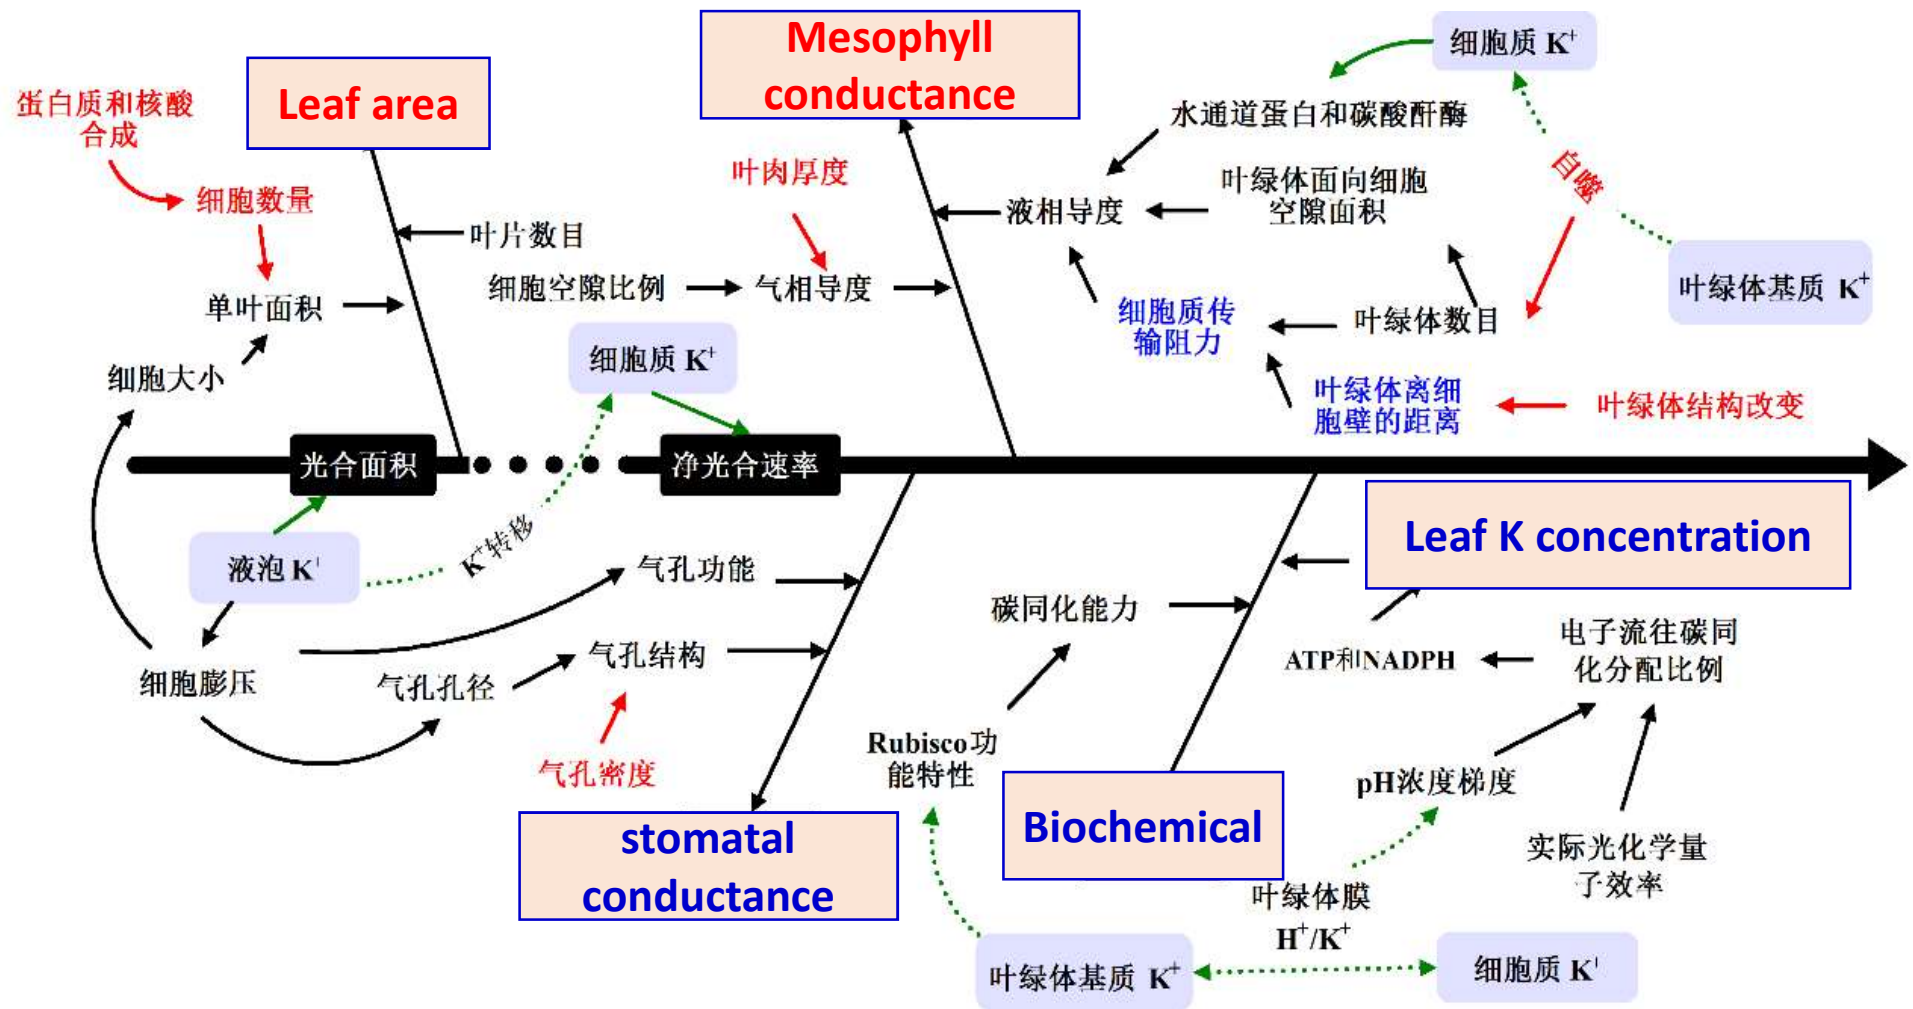 Mesophyll
conductance
细胞质 K⁺
Leaf area
蛋白质和核酸
合成
水通道蛋白和碳酸酐酶
叶肉厚度
自噬
细胞数量
叶绿体面向细胞
空隙面积
液相导度
叶片数目
细胞空隙比例
气相导度
叶绿体基质 K⁺
单叶面积
细胞质传
输阻力
叶绿体数目
细胞质 K⁺
细胞大小
叶绿体离细
胞壁的距离
叶绿体结构改变
光合面积
净光合速率
Leaf K concentration
K⁺转移
液泡 K⁺
气孔功能
碳同化能力
电子流往碳同
化分配比例
气孔结构
ATP和NADPH
细胞膨压
气孔孔径
Rubisco功
能特性
气孔密度
pH浓度梯度
stomatal
conductance
Biochemical
实际光化学量
子效率
叶绿体膜
H⁺/K⁺
叶绿体基质 K⁺
细胞质 K⁺